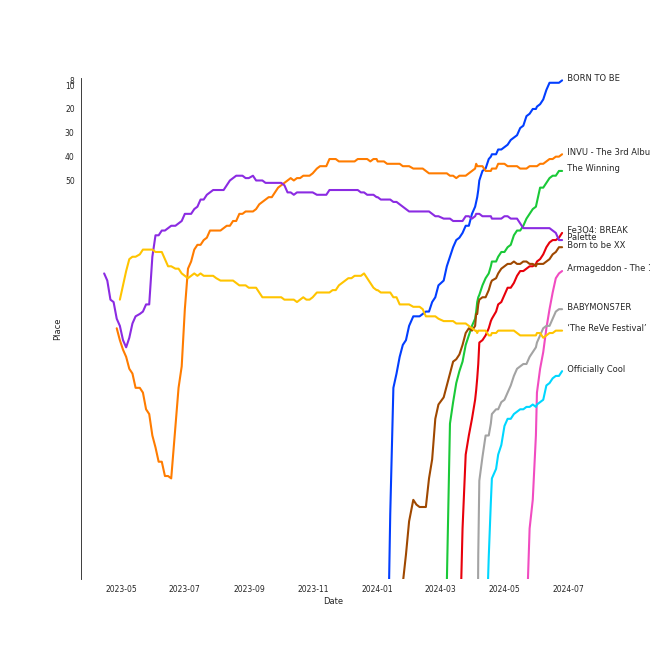 8
10
20
30
40
50
Place
BORN TO BE
INVU - The 3rd Albu
The Winning
Fe3O4: BREAK
Palette
Born to be XX
Armageddon - The
BABYMONS7ER
'The ReVe Festival'
Officially Cool
2023-05 2023-07 2023-09 2023-11 2024-01 2024-03 2024-05 2024-07
Date